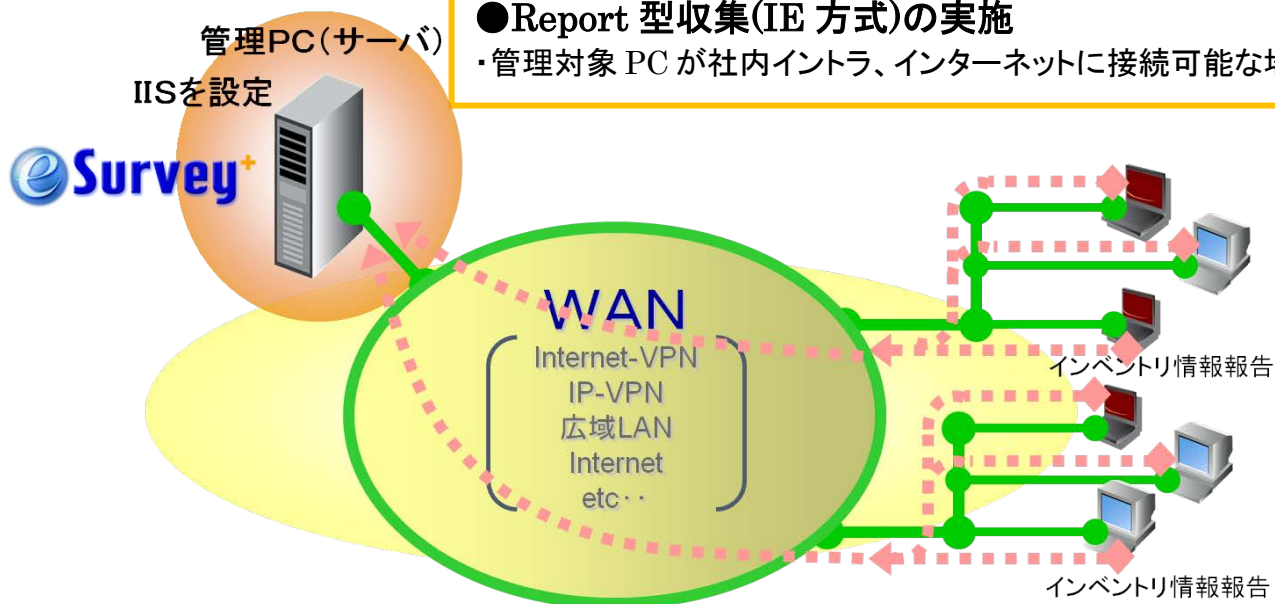 ●Report 型収集(IE 方式)の実施
・管理対象 PC が社内イントラ、インターネットに接続可能な
管理PC(サーバ)
IISを設定
eSurvey+
WAN
Internet-VPN
IP-VPN
広域LAN
Internet
etc・・
インベントリ情報報告
インベントリ情報報告